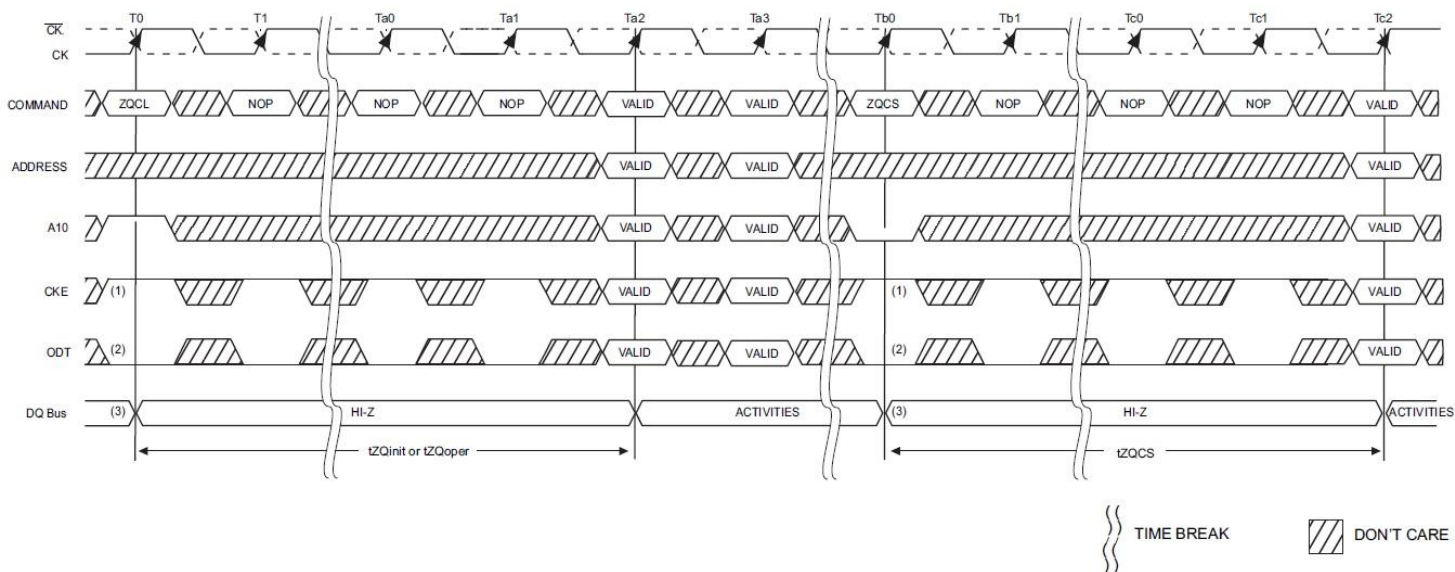 T0 T1 Ta0 Ta1 Ta2 Ta3 Tb0 Tb1 Tc0 Tc1 Tc2
CK
CK
COMMAND ZQCL NOP NOP NOP VALID VALID ZQCS NOP NOP NOP VALID
ADDRESS VALID VALID VALID
A10 VALID VALID VALID
CKE (1) VALID VALID (1) VALID
ODT (2) VALID VALID (2) VALID
DQ Bus (3) HI-Z ACTIVITIES (3) HI-Z ACTIVITIES
tZQinit or tZQoper tZQCS
TIME BREAK DON'T CARE